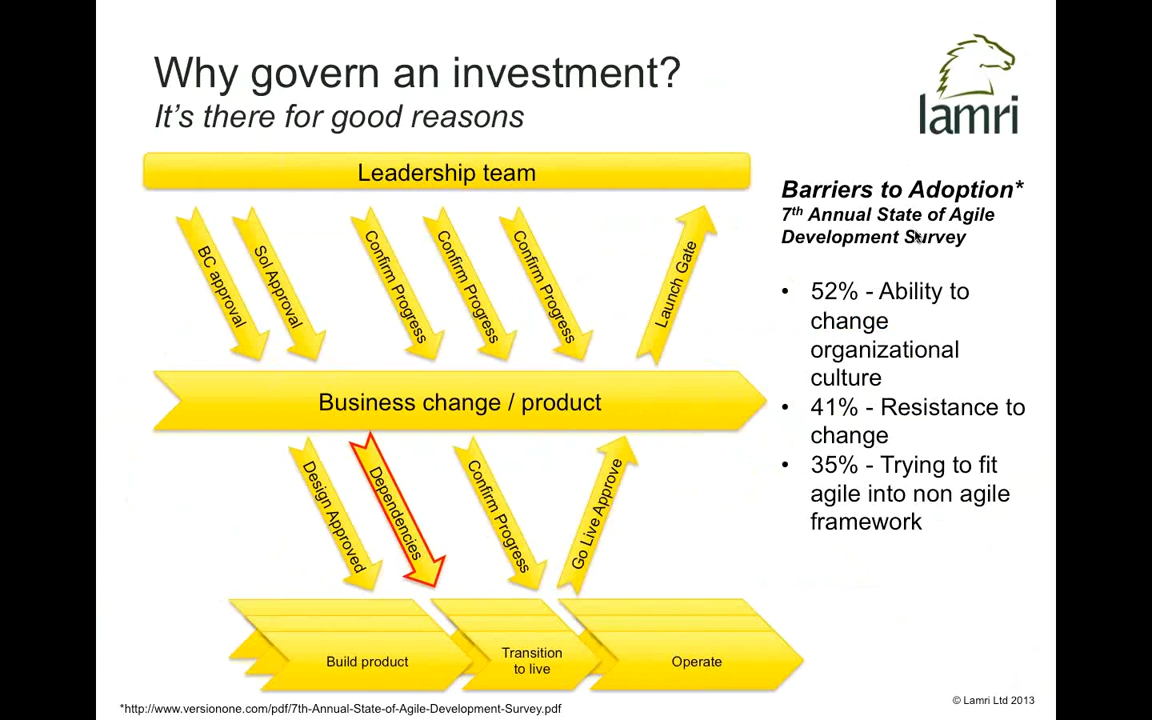 Why govern an investment?
It's there for good reasons
lamri
Leadership team
BC approval
Sol Approval
Confirm Progress
Confirm Progress
Confirm Progress
Launch Gate
Business change / product
Design Approved
Dependencies
Confirm Progress
Go Live Approve
Build product
Transition
to live
Operate
Barriers to Adoption*
7th Annual State of Agile
Development Survey
• 52% - Ability to
change
organizational
culture
• 41% - Resistance to
change
• 35% - Trying to fit
agile into non agile
framework
*http://www.versionone.com/pdf/7th-Annual-State-of-Agile-Development-Survey.pdf
© Lamri Ltd 2013